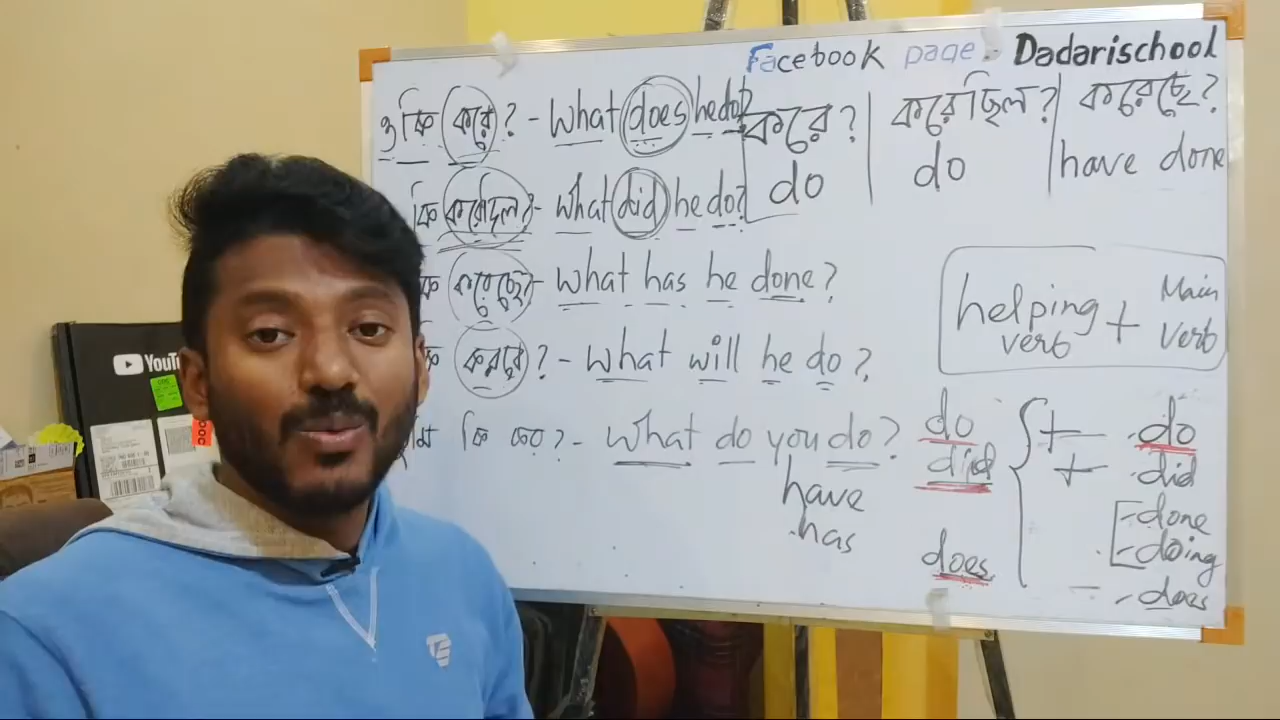 Facebook page:- Dadarischool
ও কি করে? - What does he do?
কি করেছিল? - what did he do?
কি করেছে? - what has he done?
কি করবে? - what will he do?
কি কর? - what do you do?
have
has
করে? | করেছিল? | করেছে?
do | do | have done
helping verb + Main verb
do
did
does
+ do
+ did
- done
- doing
- does
YouT